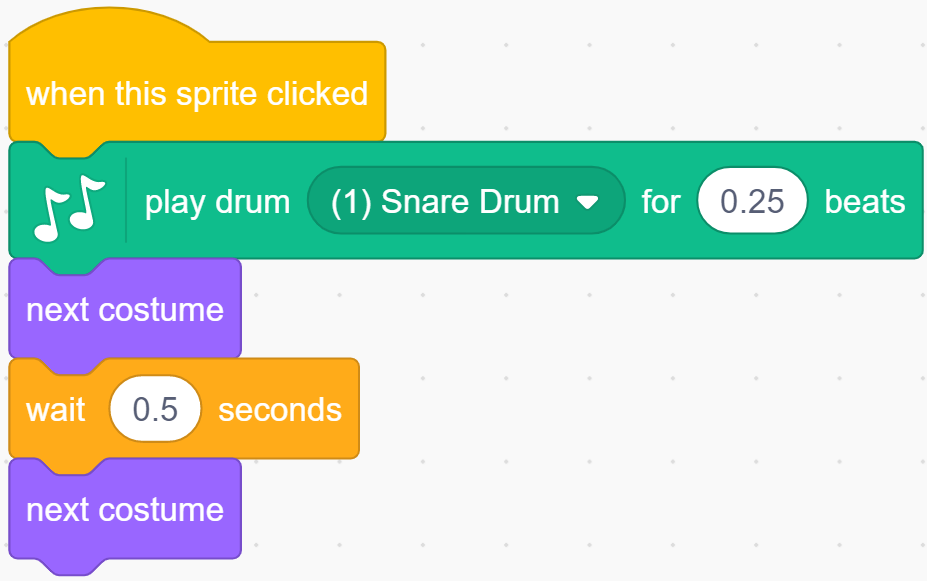 when this sprite clicked
play drum (1) Snare Drum for 0.25 beats
next costume
wait 0.5 seconds
next costume